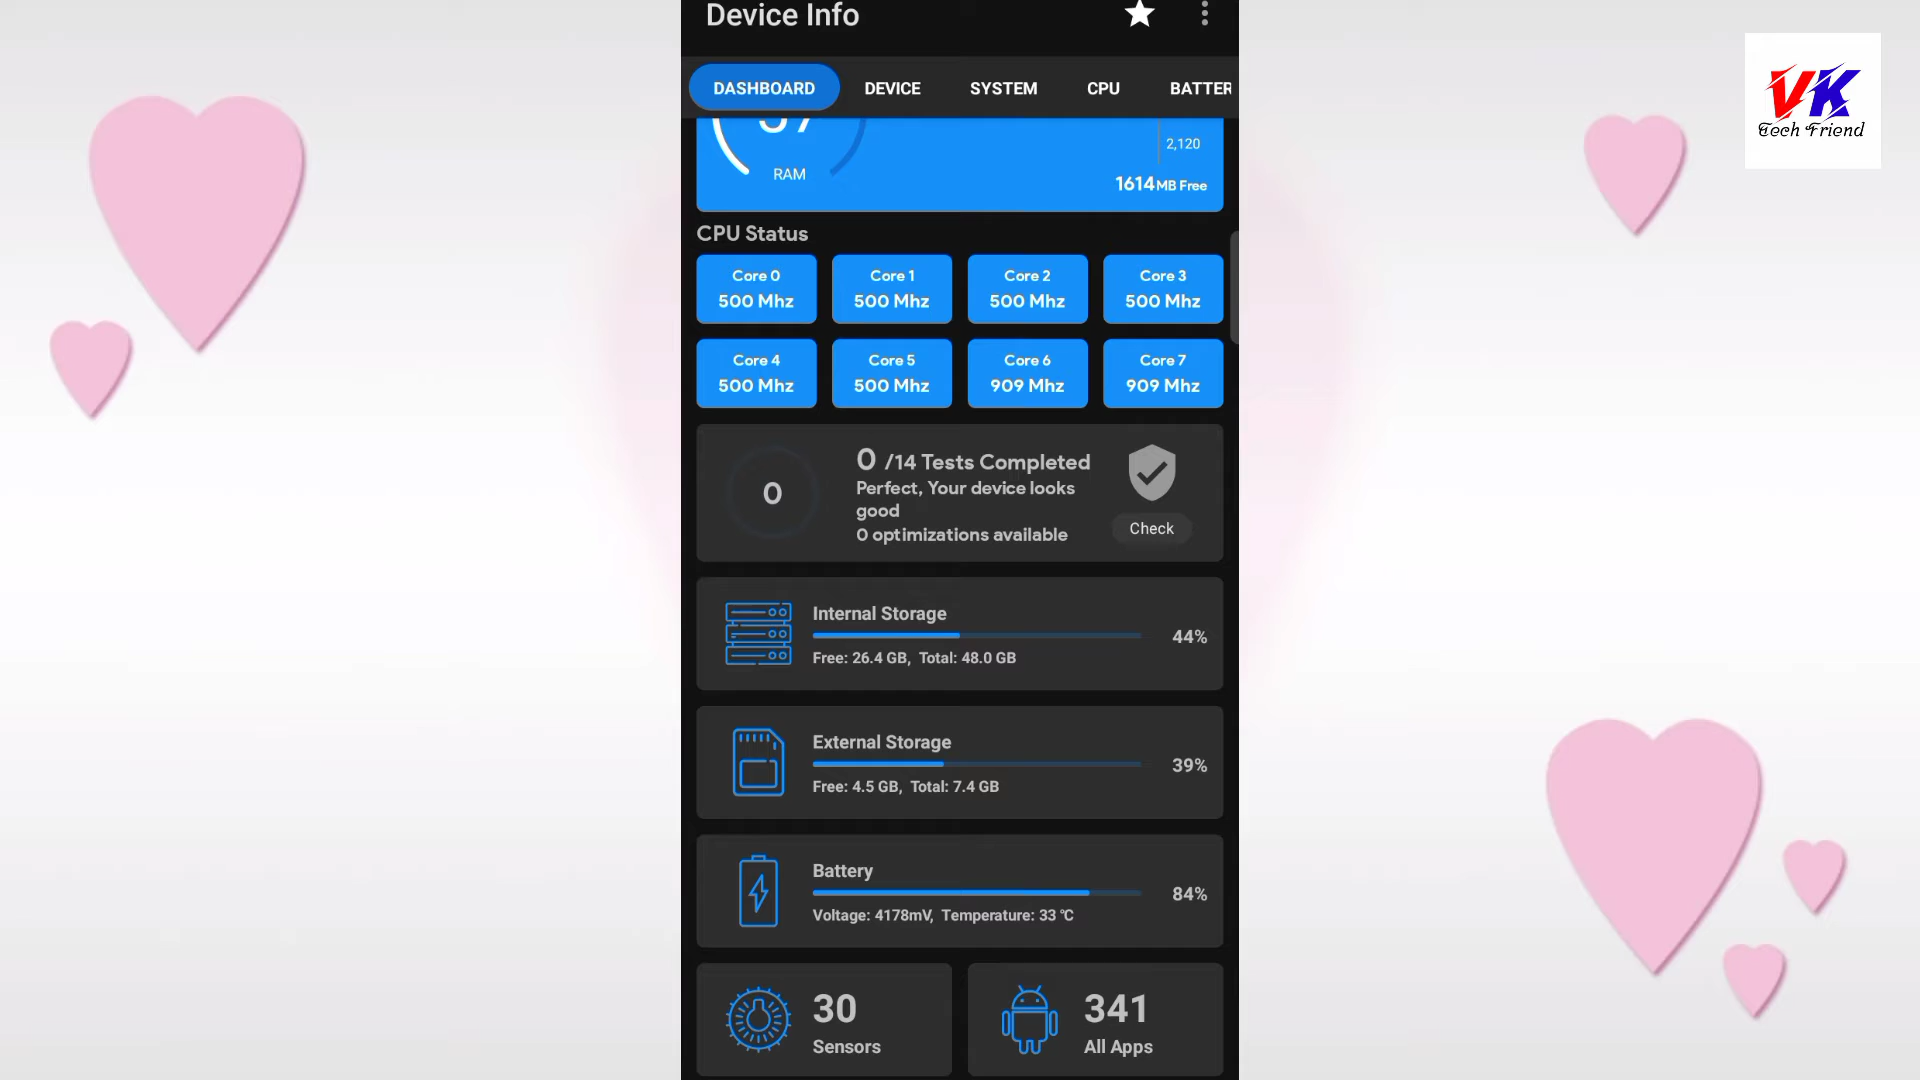 Device Info
DASHBOARD DEVICE SYSTEM CPU BATTER
VK
Tech Friend
2,120
RAM
1614 MB Free
CPU Status
Core 0 Core 1 Core 2 Core 3
500 Mhz 500 Mhz 500 Mhz 500 Mhz
Core 4 Core 5 Core 6 Core 7
500 Mhz 500 Mhz 909 Mhz 909 Mhz
0 /14 Tests Completed
0
Perfect, Your device looks
good
0 optimizations available
Check
Internal Storage
44%
Free: 26.4 GB, Total: 48.0 GB
External Storage
39%
Free: 4.5 GB, Total: 7.4 GB
Battery
84%
Voltage: 4178mV, Temperature: 33 °C
30 341
Sensors All Apps